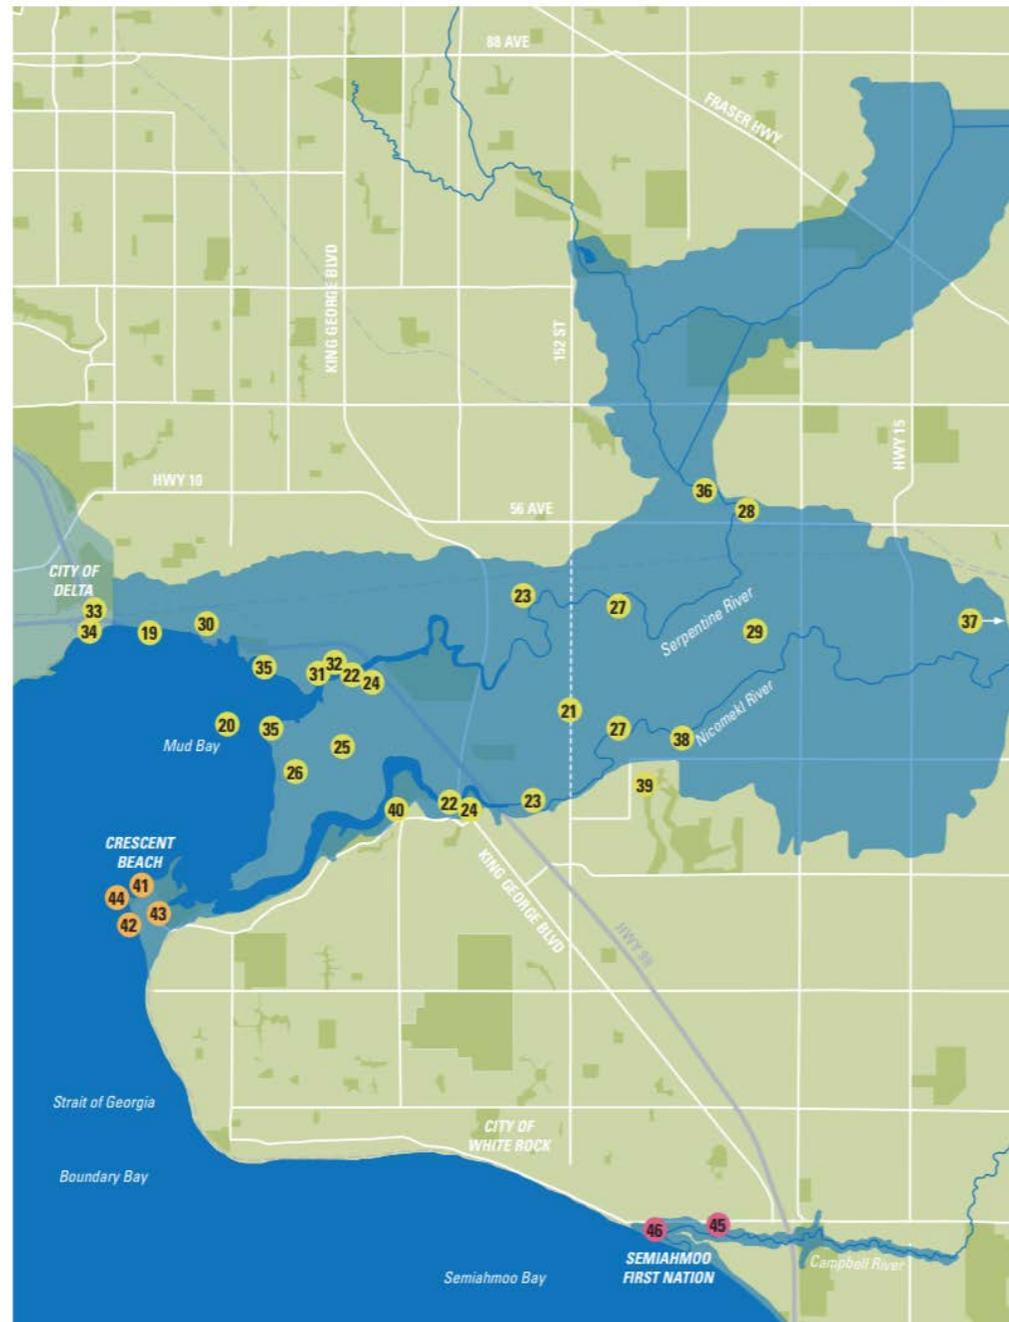 88 AVE
FRASER HWY
KING GEORGE BLVD
152 ST
HWY 15
HWY 10
56 AVE
36
28
CITY OF
DELTA
33
34
19
30
23
27
Serpentine River
29
37
35
31
32
22
24
21
20
Mud Bay
35
25
26
27
38
Nicomekl River
39
40
22
24
23
CRESCENT
BEACH
41
44
43
42
KING GEORGE BLVD
HWY 99
Strait of Georgia
CITY OF
WHITE ROCK
Boundary Bay
46
45
SEMIAHMOO
FIRST NATION
Campbell River
Semiahmoo Bay